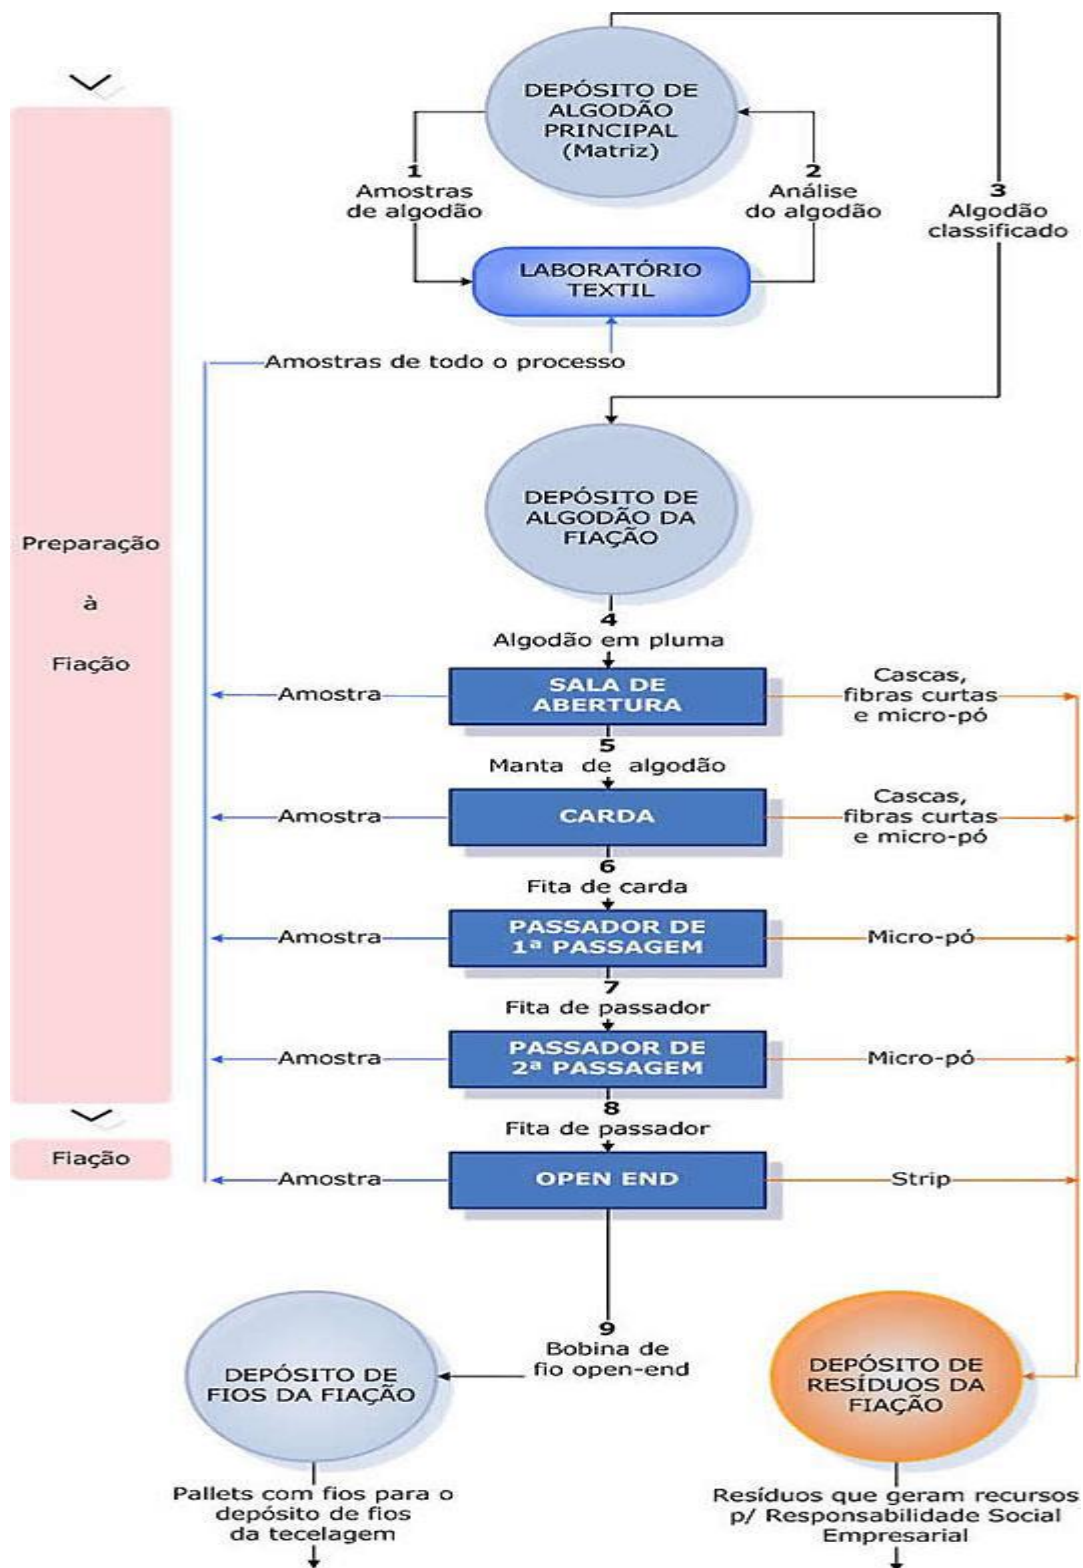 DEPÓSITO DE
ALGODÃO
PRINCIPAL
(Matriz)
1
Amostras
de algodão
2
Análise
do algodão
3
Algodão
classificado
LABORATÓRIO
TEXTIL
Amostras de todo o processo
DEPÓSITO DE
ALGODÃO DA
FIAÇÃO
Preparação
à
Fiação
4
Algodão em pluma
Amostra
SALA DE
ABERTURA
Cascas,
fibras curtas
e micro-pó
5
Manta de algodão
Amostra
CARDA
Cascas,
fibras curtas
e micro-pó
6
Fita de carda
Amostra
PASSADOR DE
1ª PASSAGEM
Micro-pó
7
Fita de passador
Amostra
PASSADOR DE
2ª PASSAGEM
Micro-pó
8
Fita de passador
Fiação
Amostra
OPEN END
Strip
9
Bobina de
fio open-end
DEPÓSITO DE
FIOS DA FIAÇÃO
DEPÓSITO DE
RESÍDUOS DA
FIAÇÃO
Pallets com fios para o
depósito de fios
da tecelagem
Resíduos que geram recursos
p/ Responsabilidade Social
Empresarial